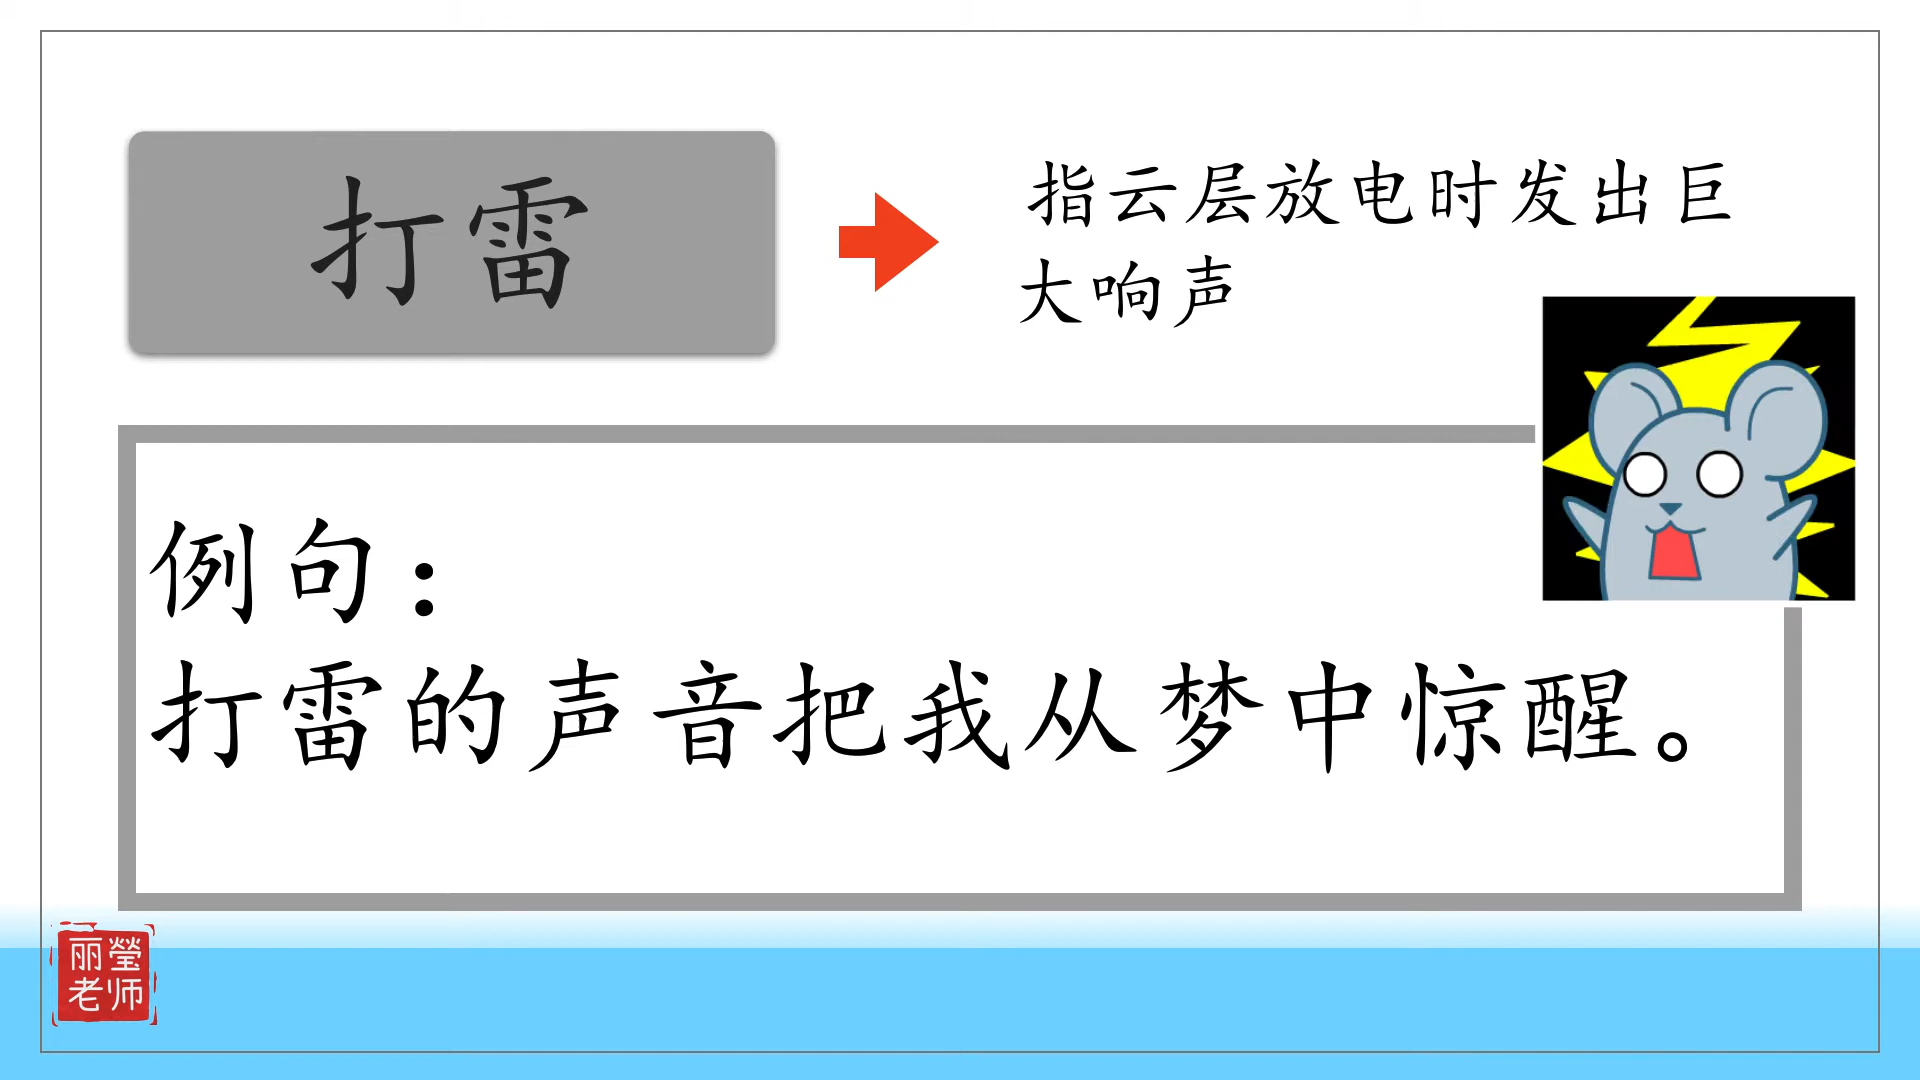 打雷
指云层放电时发出巨
大响声
例句：
打雷的声音把我从梦中惊醒。
丽瑩
老师